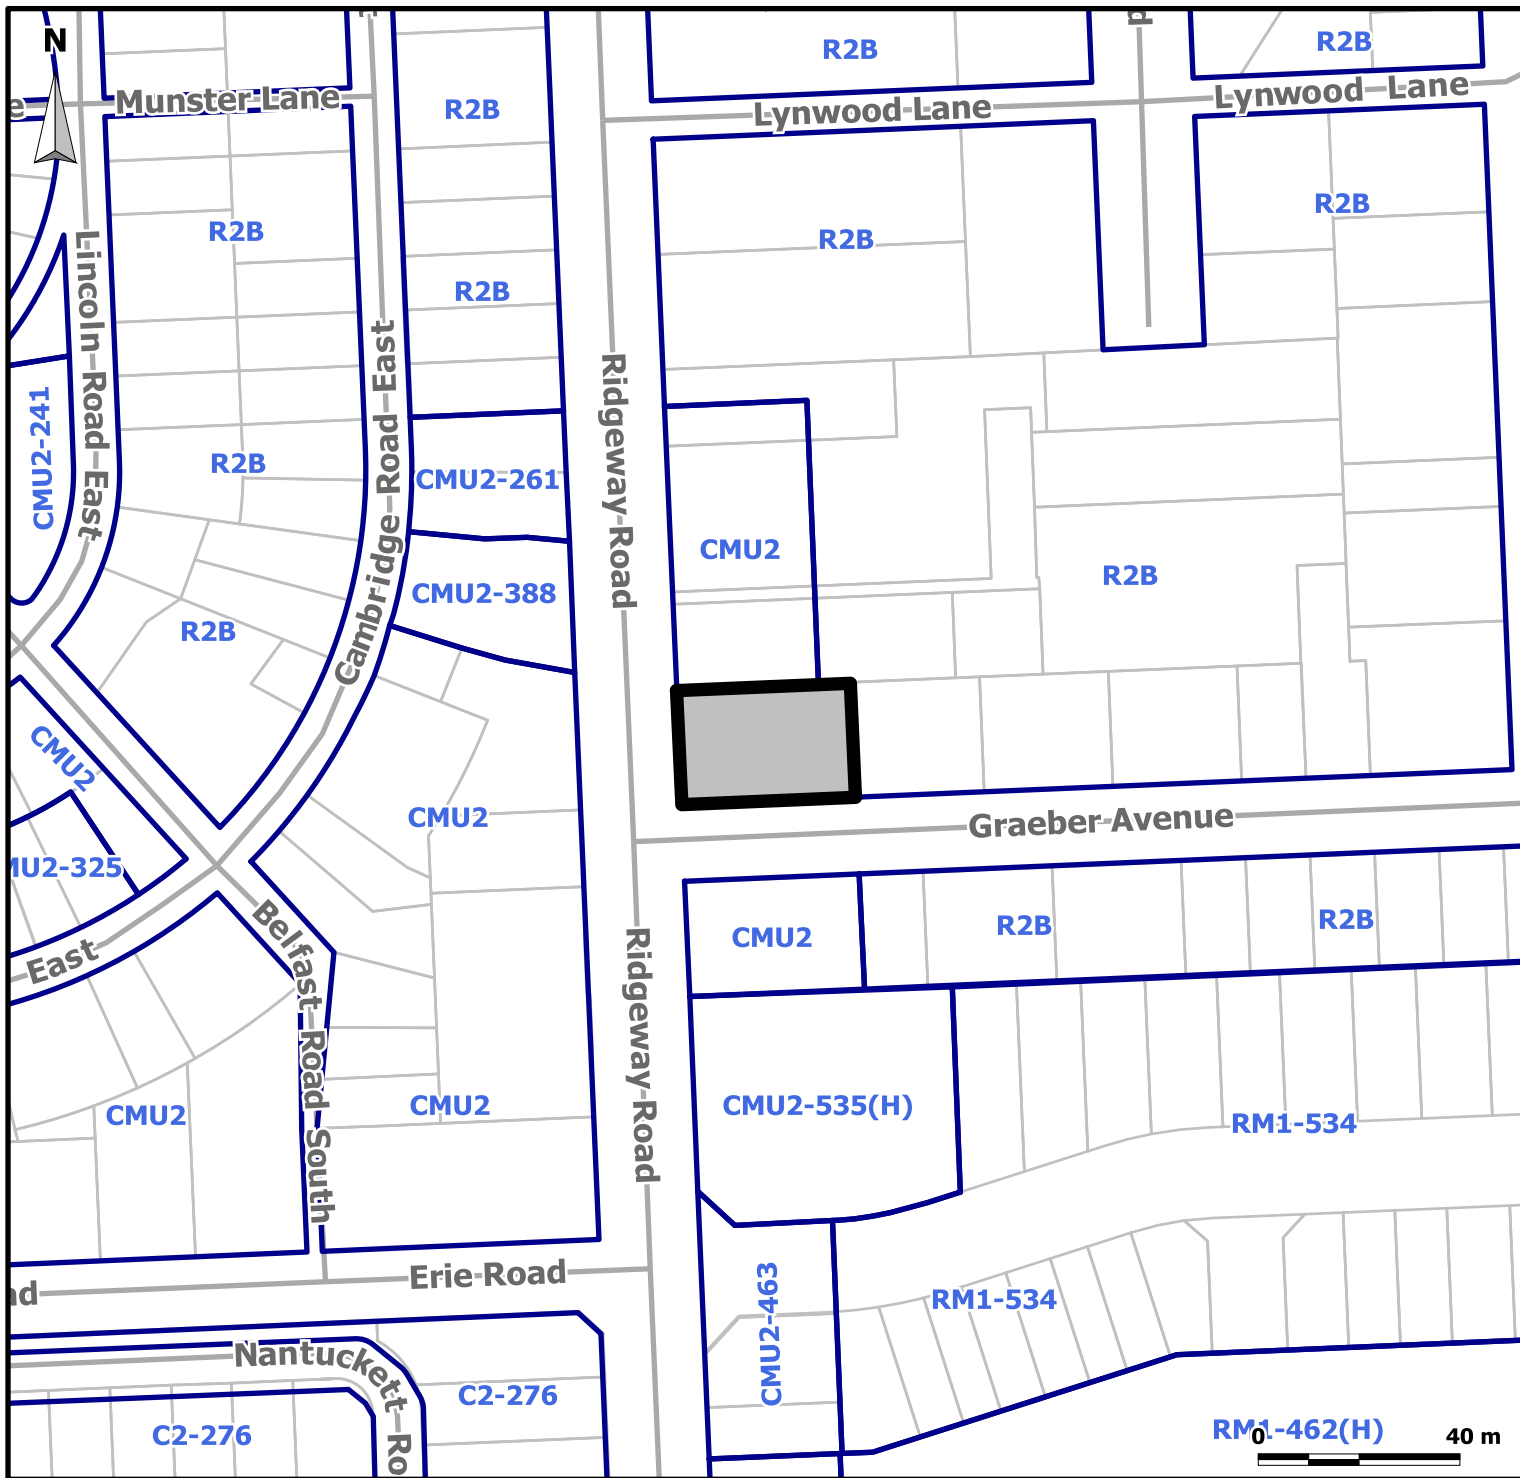 N
R2B
R2B
Lynwood Lane
Munster Lane
Lynwood Lane
R2B
R2B
R2B
R2B
R2B
Lincoln Road East
Cambridge Road East
Ridgeway Road
CMU2-241
R2B
CMU2-261
CMU2
R2B
CMU2-388
R2B
CMU2
CMU2
Graeber Avenue
MU2-325
CMU2
R2B
R2B
East
Belfast Road South
Ridgeway Road
CMU2
CMU2
CMU2-535(H)
RM1-534
Erie Road
ad
CMU2-463
RM1-534
Nantuckett Ro
C2-276
C2-276
RM1-462(H)
0 40 m